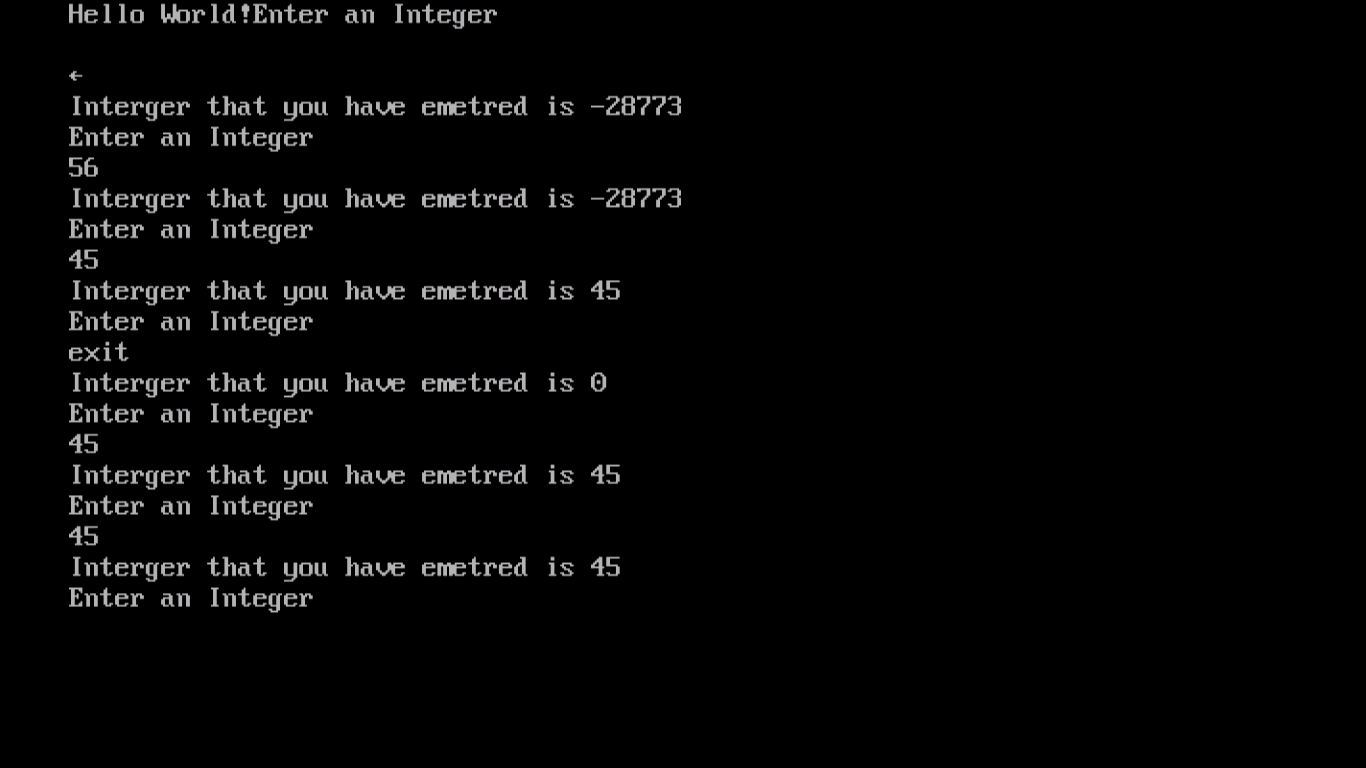 Hello World!Enter an Integer
←
Interger that you have emetred is -28773
Enter an Integer
56
Interger that you have emetred is -28773
Enter an Integer
45
Interger that you have emetred is 45
Enter an Integer
exit
Interger that you have emetred is 0
Enter an Integer
45
Interger that you have emetred is 45
Enter an Integer
45
Interger that you have emetred is 45
Enter an Integer